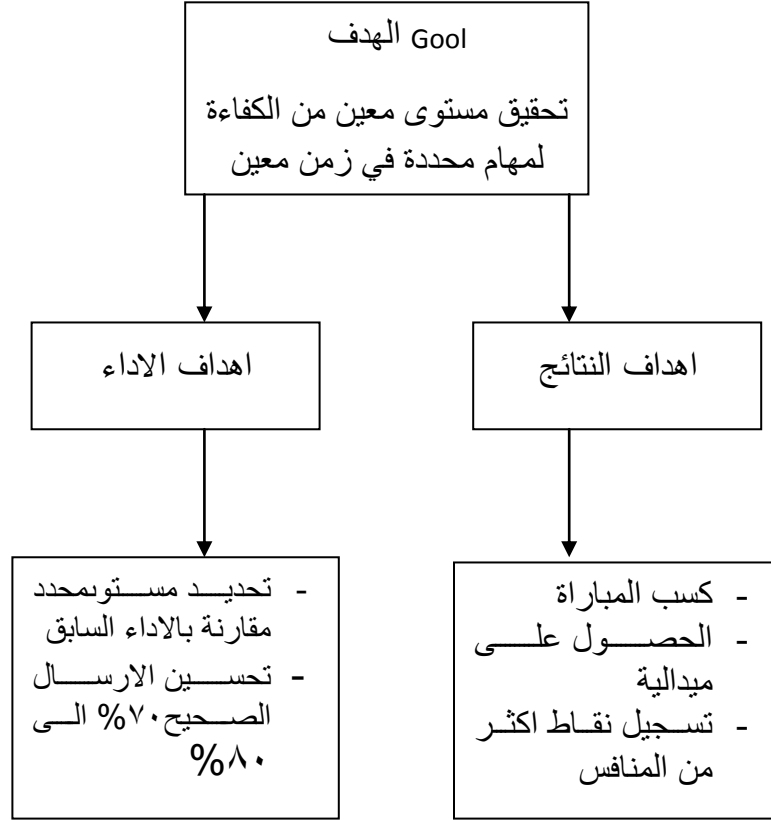 الهدف Gool
تحقيق مستوى معين من الكفاءة
لمهام محددة في زمن معين
اهداف النتائج
اهداف الاداء
- كسب المباراة
- الحصول على
ميدالية
- تسجيل نقاط اكثر
من المنافس
- تحديد مستوىمحدد
مقارنة بالاداء السابق
- تحسين الارسال
الصحيح٧٠% الى
٨٠%